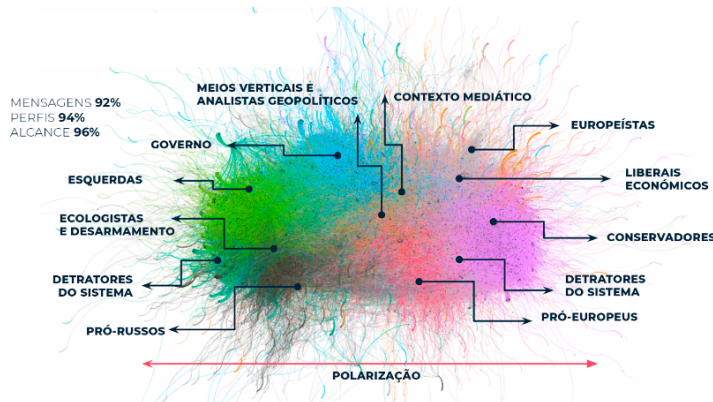 MEIOS VERTICAIS E
ANALISTAS GEOPOLÍTICOS
CONTEXTO MEDIÁTICO
MENSAGENS 92%
PERFIS 94%
ALCANCE 96%
EUROPEÍSTAS
GOVERNO
LIBERAIS
ECONÓMICOS
ESQUERDAS
ECOLOGISTAS
E DESARMAMENTO
CONSERVADORES
DETRATORES
DO SISTEMA
DETRATORES
DO SISTEMA
PRÓ-RUSSOS
PRÓ-EUROPEUS
POLARIZAÇÃO